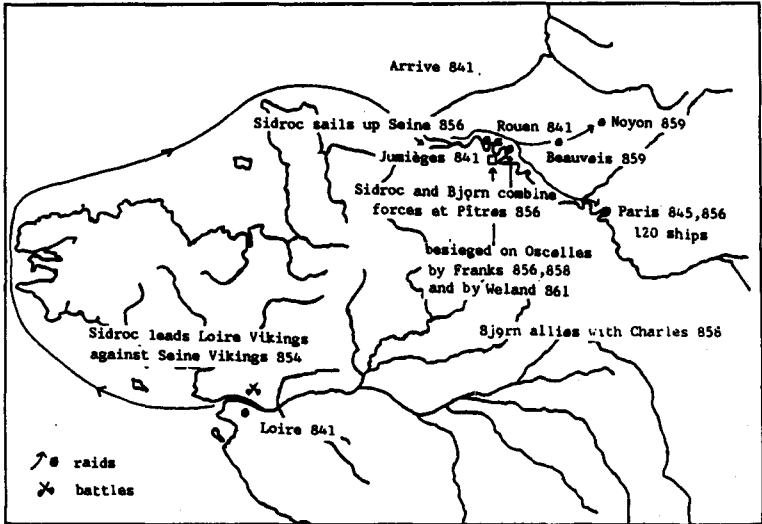 Arrive 841
Sidroc sails up Seine 856
Rouen 841
Noyon 859
Jumièges 841
Beauvais 859
Sidroc and Bjorn combine
forces at Pîtres 856
Paris 845,856
120 ships
besieged on Oscelles
by Franks 856,858
and by Weland 861
Sidroc leads Loire Vikings
against Seine Vikings 854
Bjorn allies with Charles 858
Loire 841
raids
battles